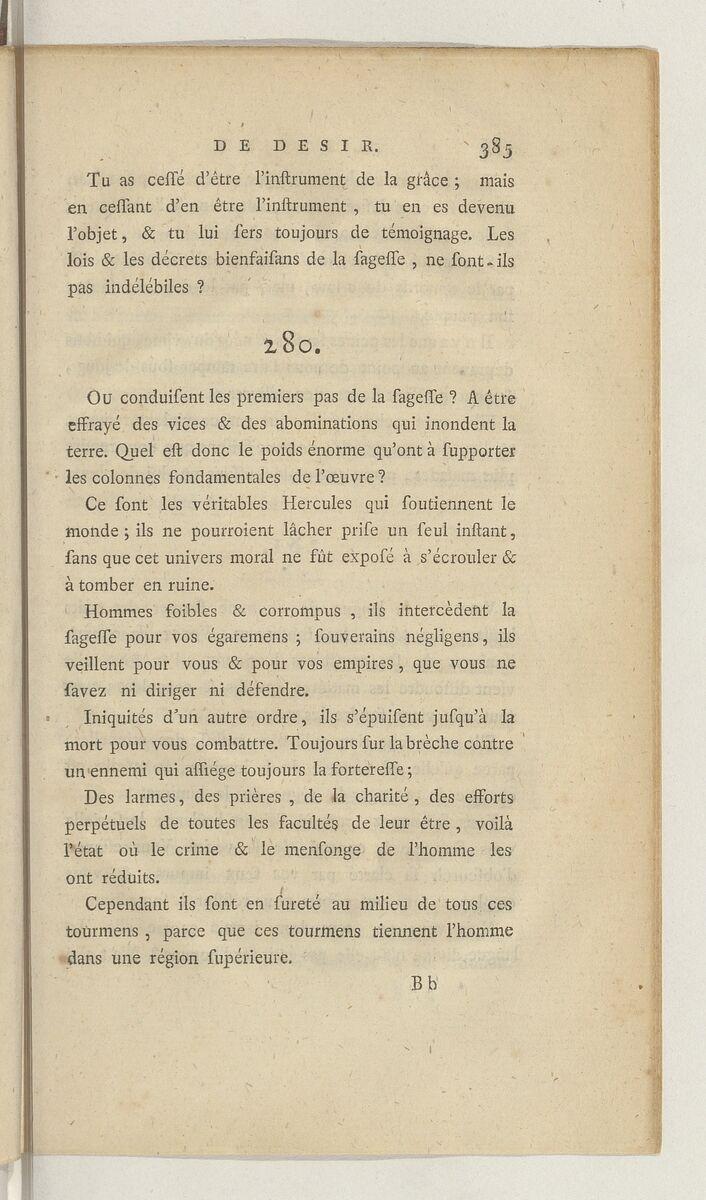 DE DESIR. 385
Tu as ceſſé d'être l'inſtrument de la grâce ; mais
en ceſſant d'en être l'inſtrument , tu en es devenu
l'objet, & tu lui ſers toujours de témoignage. Les
lois & les décrets bienfaiſans de la ſageſſe , ne ſont-ils
pas indélébiles ?
280.
Ou conduiſent les premiers pas de la ſageſſe ? A être
effrayé des vices & des abominations qui inondent la
terre. Quel eſt donc le poids énorme qu'ont à ſupporter
les colonnes fondamentales de l'œuvre ?
Ce ſont les véritables Hercules qui ſoutiennent le
monde ; ils ne pourroient lâcher priſe un ſeul inſtant,
ſans que cet univers moral ne fût expoſé à s'écrouler &
à tomber en ruine.
Hommes foibles & corrompus , ils intercèdent la
ſageſſe pour vos égaremens ; ſouverains négligens, ils
veillent pour vous & pour vos empires , que vous ne
ſavez ni diriger ni défendre.
Iniquités d'un autre ordre, ils s'épuiſent juſqu'à la
mort pour vous combattre. Toujours ſur la brèche contre
un ennemi qui aſſiége toujours la fortereſſe ;
Des larmes, des prières , de la charité , des efforts
perpétuels de toutes les facultés de leur être , voilà
l'état où le crime & le menſonge de l'homme les
ont réduits.
Cependant ils ſont en ſureté au milieu de tous ces
tourmens , parce que ces tourmens tiennent l'homme
dans une région ſupérieure.
B b